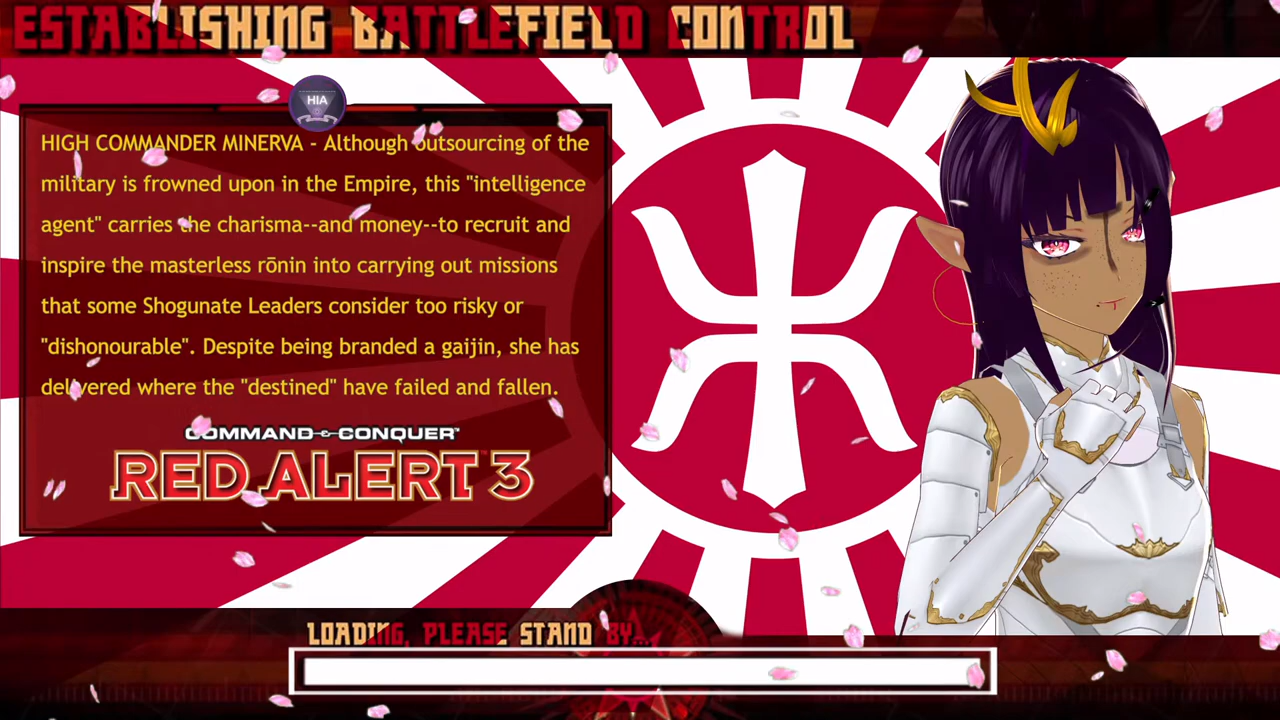 ESTABLISHING BATTLEFIELD CONTROL
HIA
HIGH COMMANDER MINERVA - Although outsourcing of the
military is frowned upon in the Empire, this "intelligence
agent" carries the charisma--and money--to recruit and
inspire the masterless rōnin into carrying out missions
that some Shogunate Leaders consider too risky or
"dishonourable". Despite being branded a gaijin, she has
delivered where the "destined" have failed and fallen.
COMMAND & CONQUER™
RED ALERT™ 3
LOADING, PLEASE STAND BY...